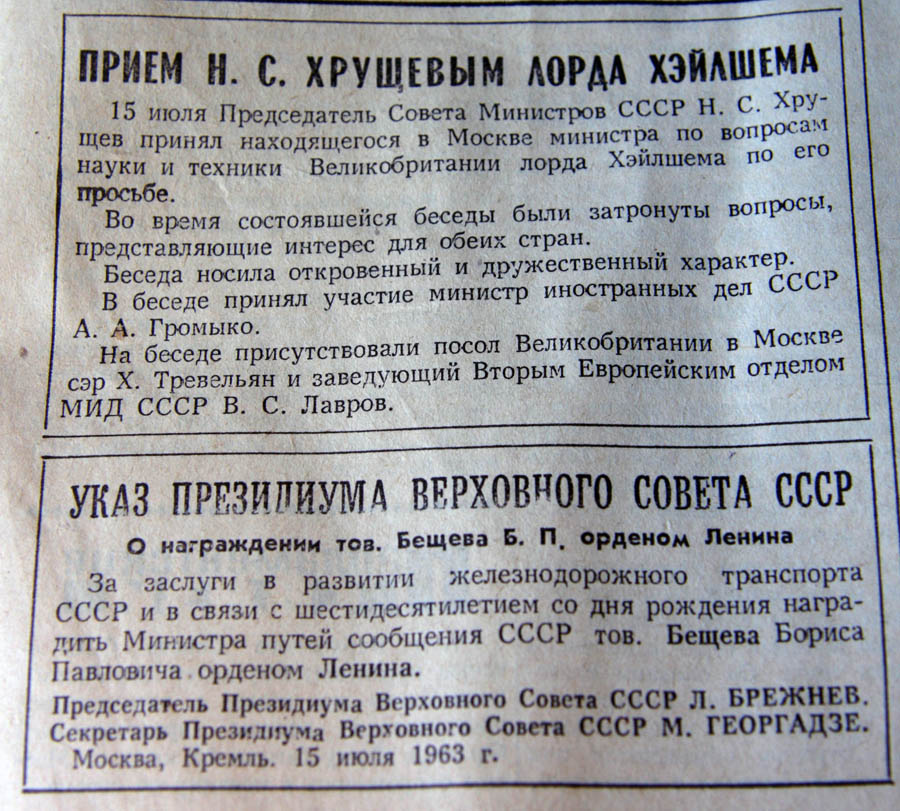 ПРИЕМ Н. С. ХРУЩЕВЫМ ЛОРДА ХЭЙЛШЕМА
15 июля Председатель Совета Министров СССР Н. С. Хру-
щев принял находящегося в Москве министра по вопросам
науки и техники Великобритании лорда Хэйлшема по его
просьбе.
Во время состоявшейся беседы были затронуты вопросы,
представляющие интерес для обеих стран.
Беседа носила откровенный и дружественный характер.
В беседе принял участие министр иностранных дел СССР
А. А. Громыко.
На беседе присутствовали посол Великобритании в Москве
сэр Х. Тревельян и заведующий Вторым Европейским отделом
МИД СССР В. С. Лавров.
УКАЗ ПРЕЗИДИУМА ВЕРХОВНОГО СОВЕТА СССР
О награждении тов. Бещева Б. П. орденом Ленина
За заслуги в развитии железнодорожного транспорта
СССР и в связи с шестидесятилетием со дня рождения награ-
дить Министра путей сообщения СССР тов. Бещева Бориса
Павловича орденом Ленина.
Председатель Президиума Верховного Совета СССР Л. БРЕЖНЕВ.
Секретарь Президиума Верховного Совета СССР М. ГЕОРГАДЗЕ.
Москва, Кремль. 15 июля 1963 г.